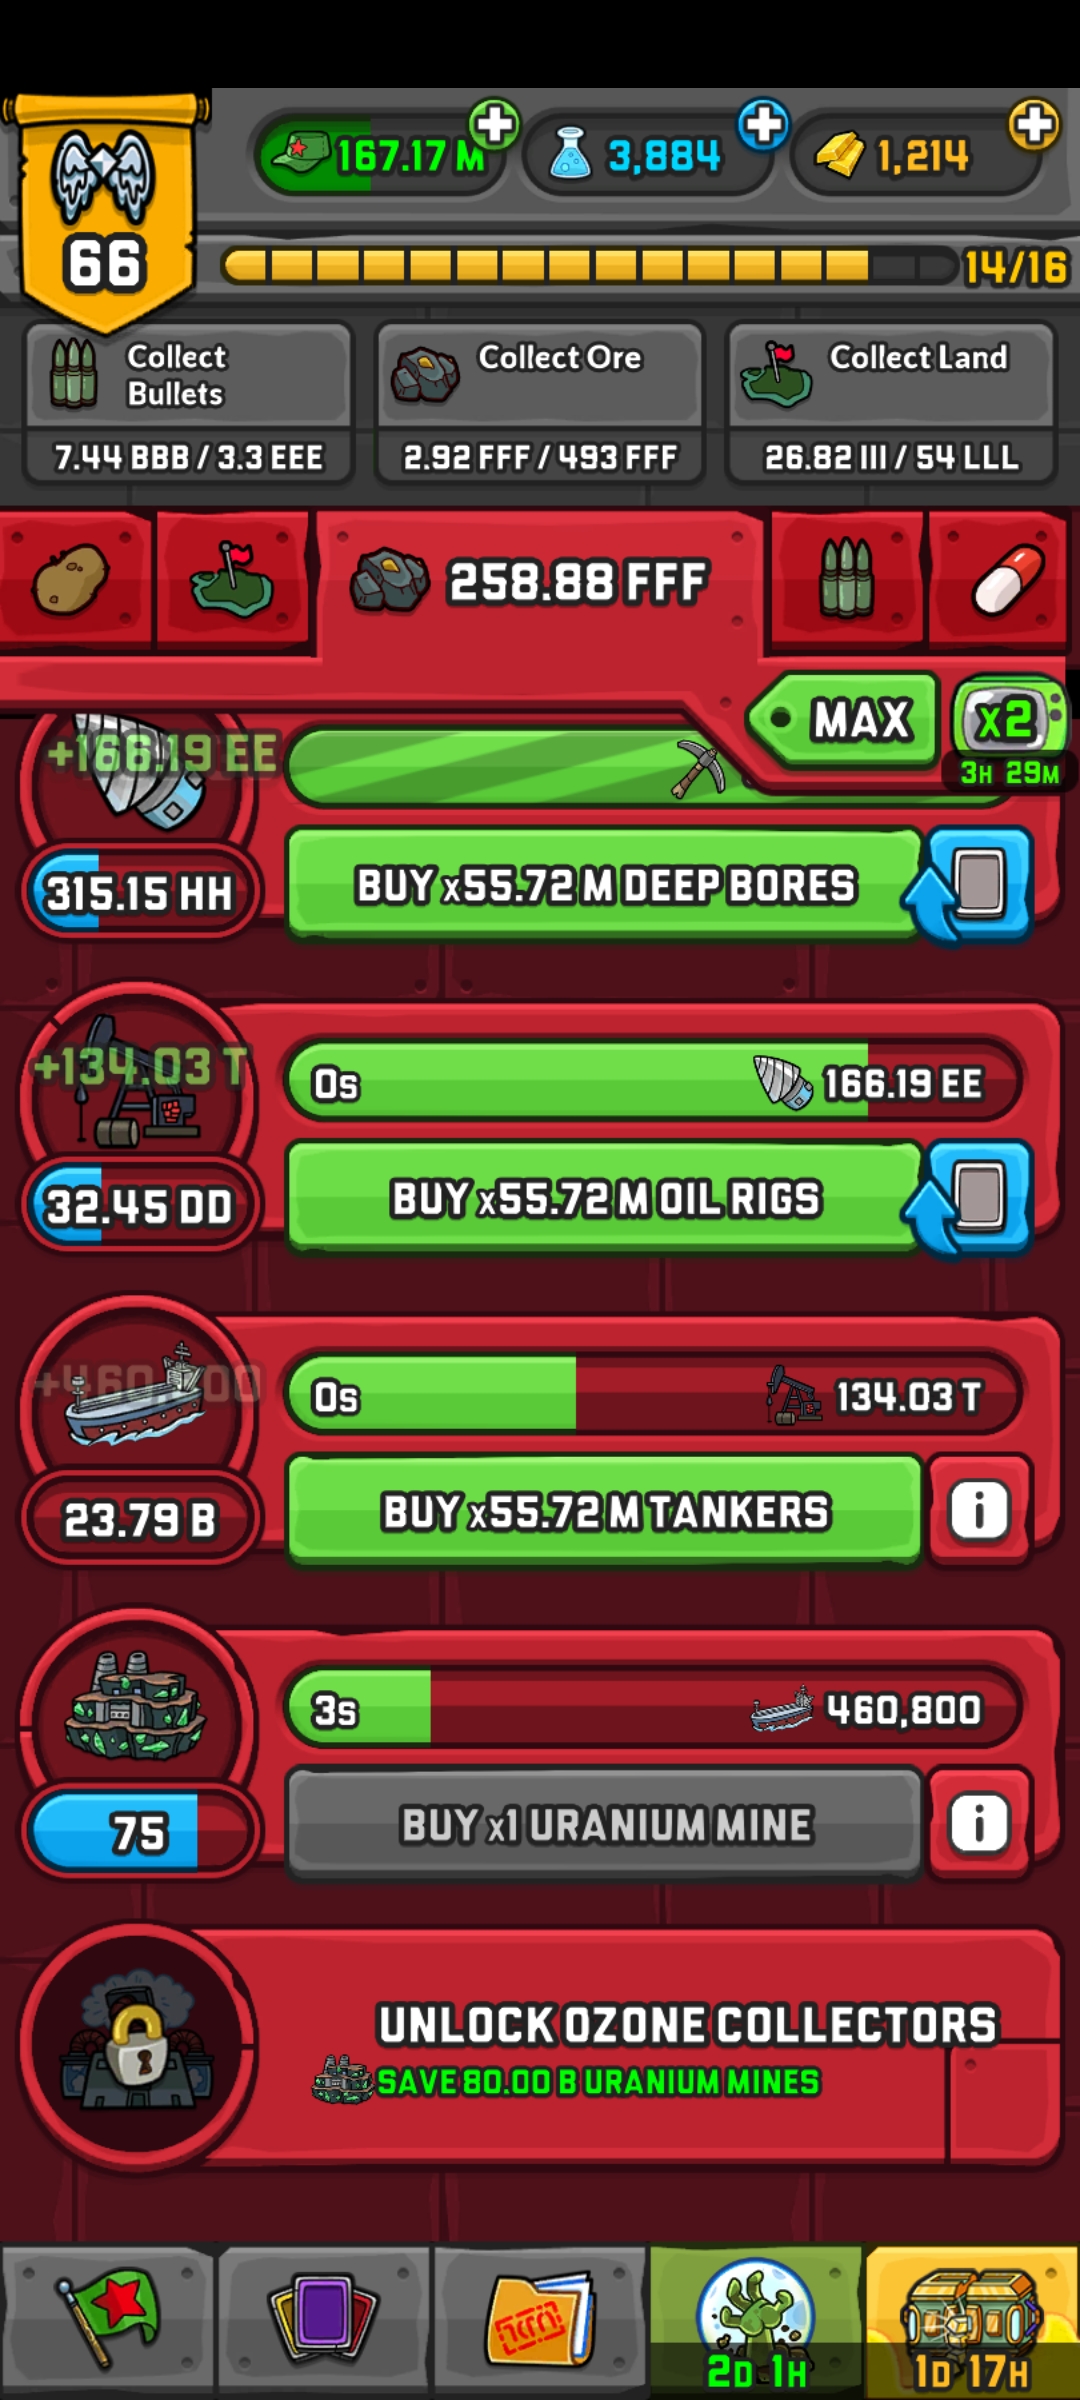 167.17 M
3,884
1,214
66
14/16
Collect
Bullets
Collect Ore
Collect Land
7.44 BBB / 3.3 EEE
2.92 FFF / 493 FFF
26.82 III / 54 LLL
258.88 FFF
MAX
x2
3H 29M
+166.19 EE
315.15 HH
BUY x55.72 M DEEP BORES
+134.03 T
0s
166.19 EE
32.45 DD
BUY x55.72 M OIL RIGS
+460,800
0s
134.03 T
23.79 B
BUY x55.72 M TANKERS
i
3s
460,800
75
BUY x1 URANIUM MINE
i
UNLOCK OZONE COLLECTORS
SAVE 80.00 B URANIUM MINES
2D 1H
1D 17H